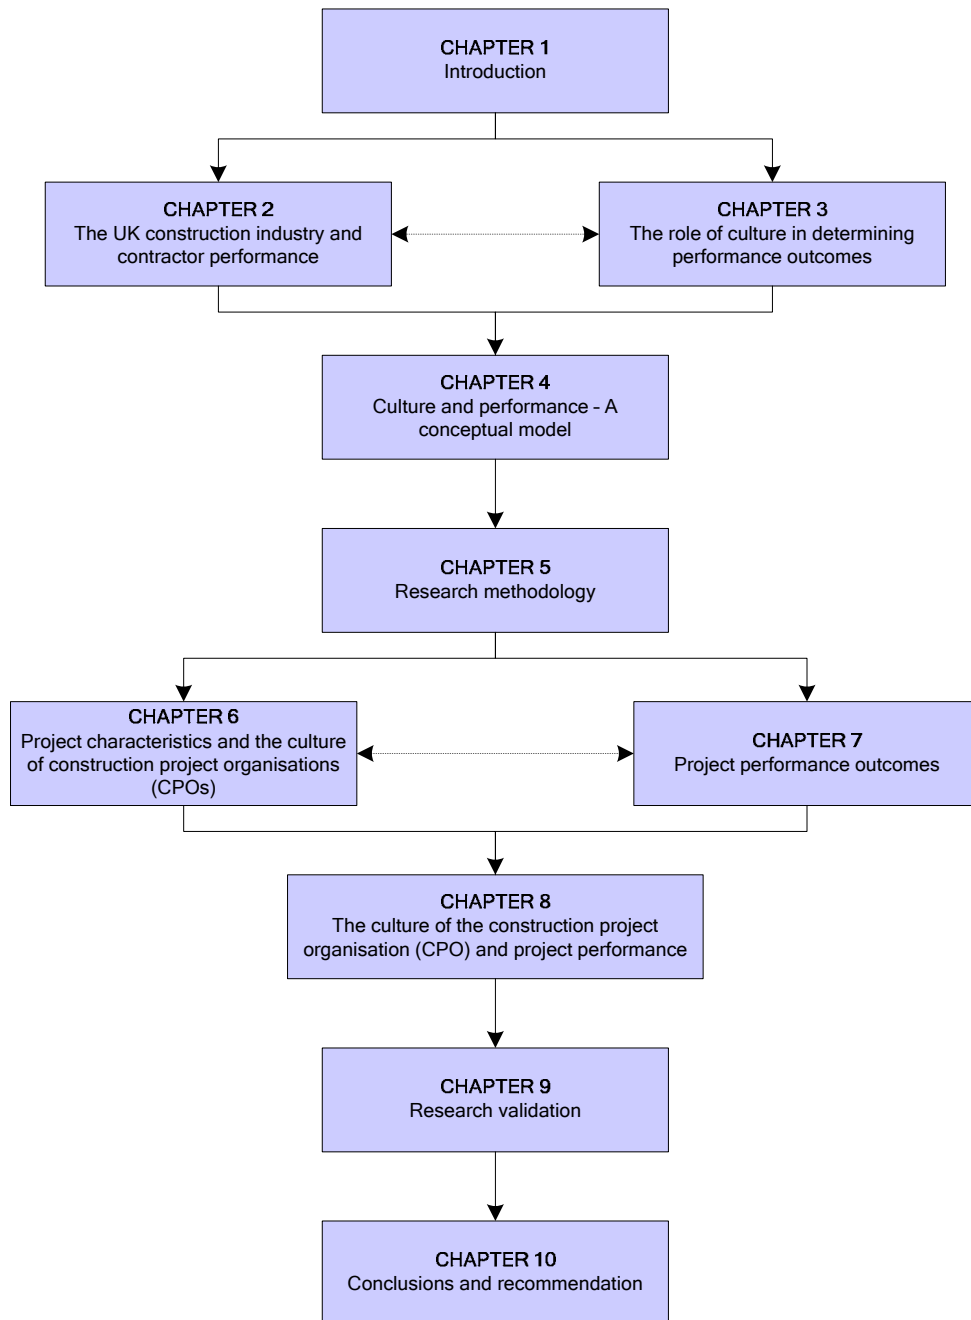 CHAPTER 1
Introduction
CHAPTER 2
The UK construction industry and
contractor performance
CHAPTER 3
The role of culture in determining
performance outcomes
CHAPTER 4
Culture and performance - A
conceptual model
CHAPTER 5
Research methodology
CHAPTER 6
Project characteristics and the culture
of construction project organisations
(CPOs)
CHAPTER 7
Project performance outcomes
CHAPTER 8
The culture of the construction project
organisation (CPO) and project performance
CHAPTER 9
Research validation
CHAPTER 10
Conclusions and recommendation